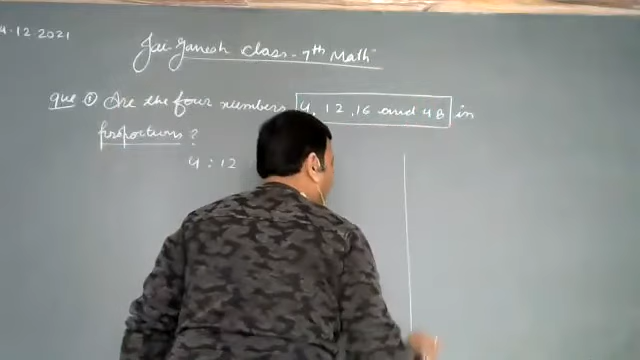 4.12.2021
Jai Ganesh Class - 7th Math
Que ① Are the four numbers 4, 12, 16 and 48 in
proportions ?
4 : 12